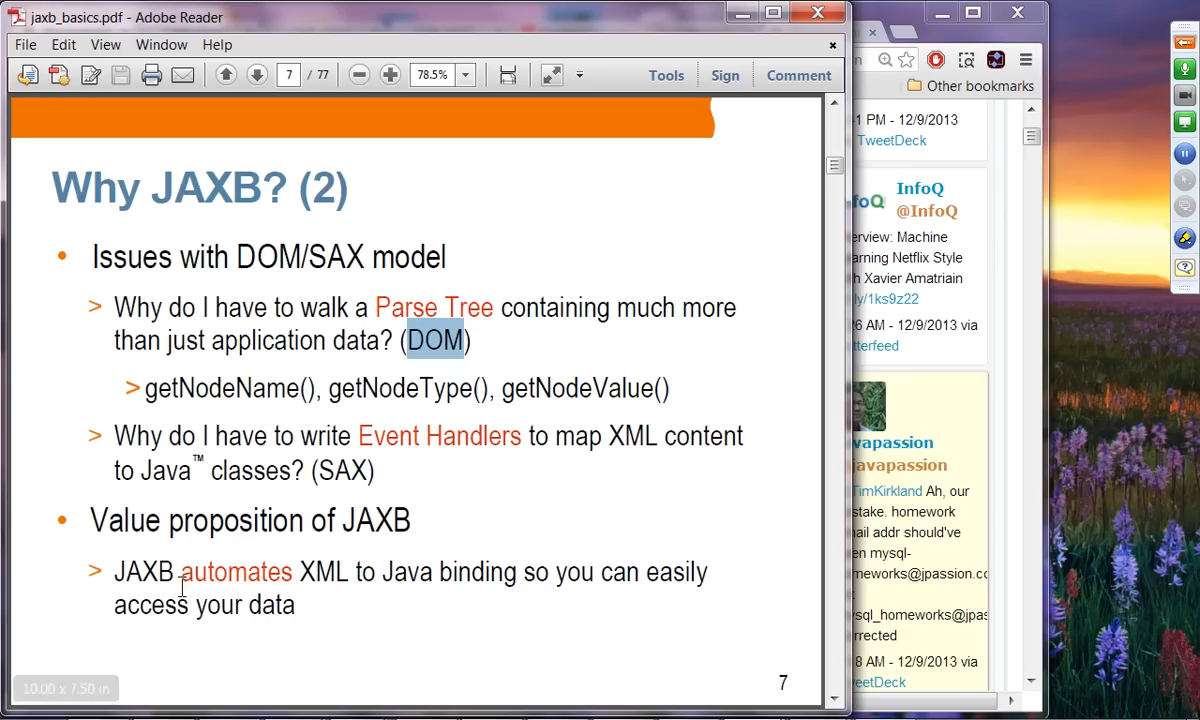 jaxb_basics.pdf - Adobe Reader
File Edit View Window Help
7 / 77 78.5% Tools Sign Comment
Why JAXB? (2)
• Issues with DOM/SAX model
> Why do I have to walk a Parse Tree containing much more
than just application data? (DOM)
> getNodeName(), getNodeType(), getNodeValue()
> Why do I have to write Event Handlers to map XML content
to Java™ classes? (SAX)
• Value proposition of JAXB
> JAXB automates XML to Java binding so you can easily
access your data
7
10.00 x 7.50 in
Other bookmarks
1 PM - 12/9/2013
TweetDeck
InfoQ
@InfoQ
erview: Machine
arning Netflix Style
th Xavier Amatriain
ly/1ks9z22
26 AM - 12/9/2013 via
tterfeed
vapassion
javapassion
TimKirkland Ah, our
stake. homework
ail addr should've
en mysql-
meworks@jpassion.co
t
ysql_homeworks@jpas
rrected
8 AM - 12/9/2013 via
weetDeck